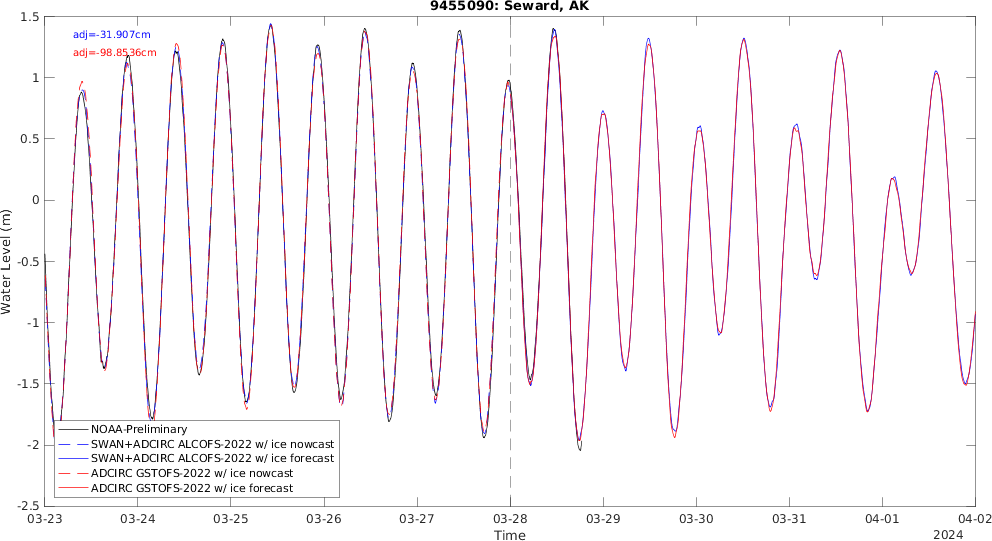 9455090: Seward, AK
adj=-31.907cm
adj=-98.8536cm
1.5
1
0.5
0
-0.5
-1
-1.5
-2
-2.5
Water Level (m)
NOAA-Preliminary
SWAN+ADCIRC ALCOFS-2022 w/ ice nowcast
SWAN+ADCIRC ALCOFS-2022 w/ ice forecast
ADCIRC GSTOFS-2022 w/ ice nowcast
ADCIRC GSTOFS-2022 w/ ice forecast
03-23 03-24 03-25 03-26 03-27 03-28 03-29 03-30 03-31 04-01 04-02
Time
2024